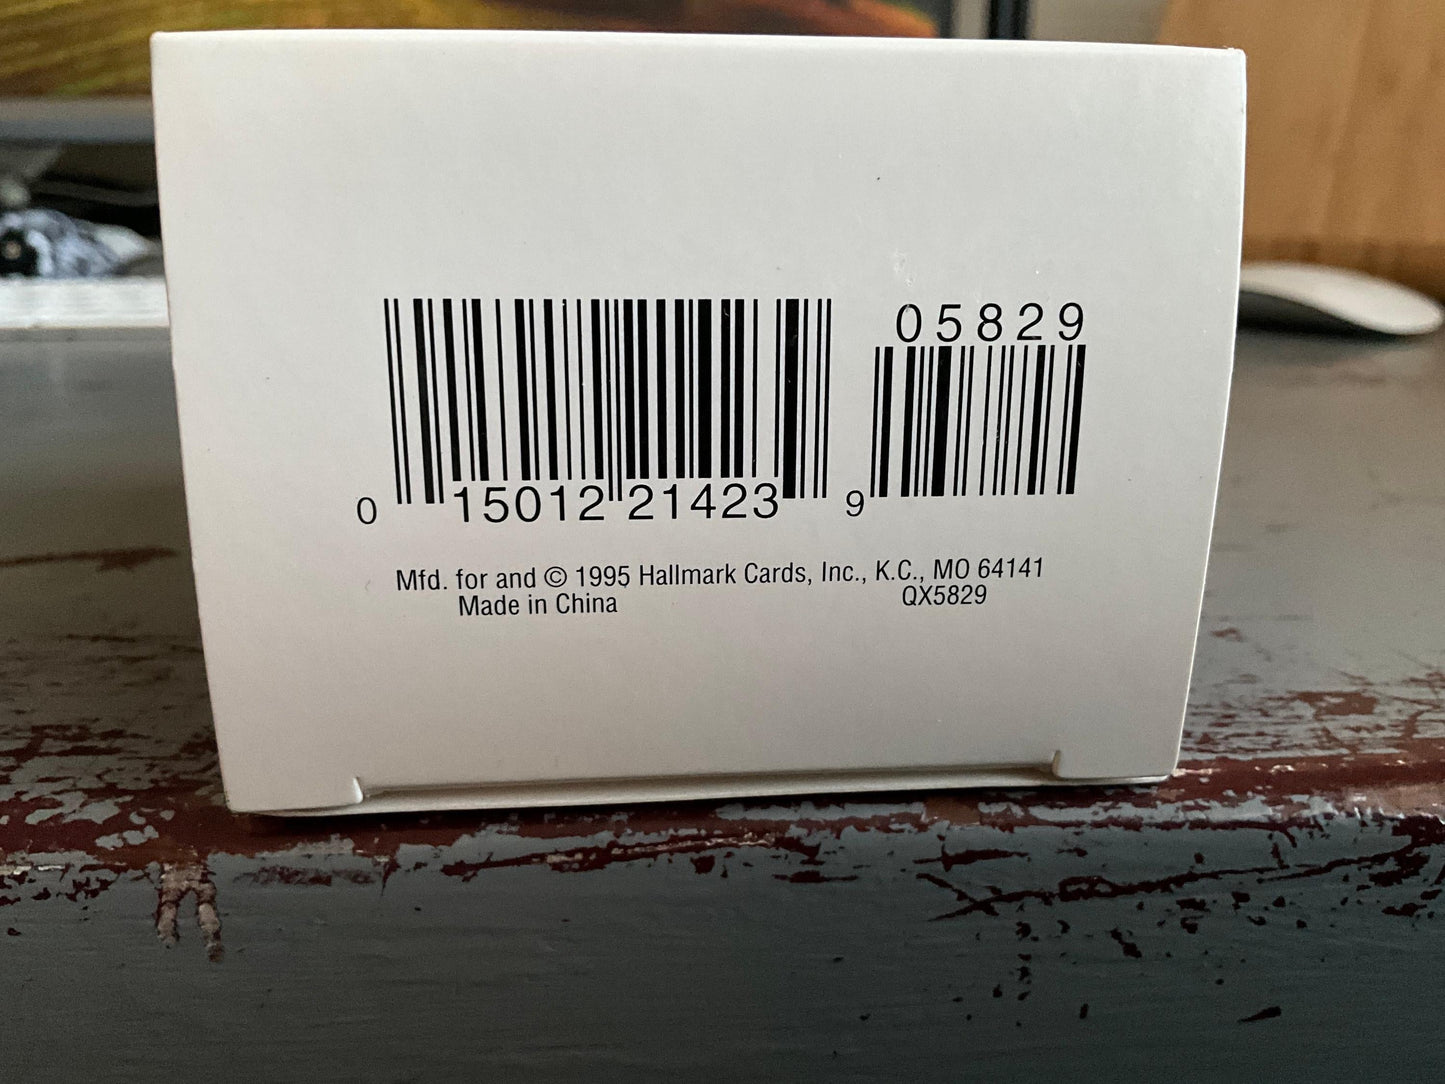 05829
0 15012 21423 9
Mfd. for and © 1995 Hallmark Cards, Inc., K.C., MO 64141
Made in China QX5829